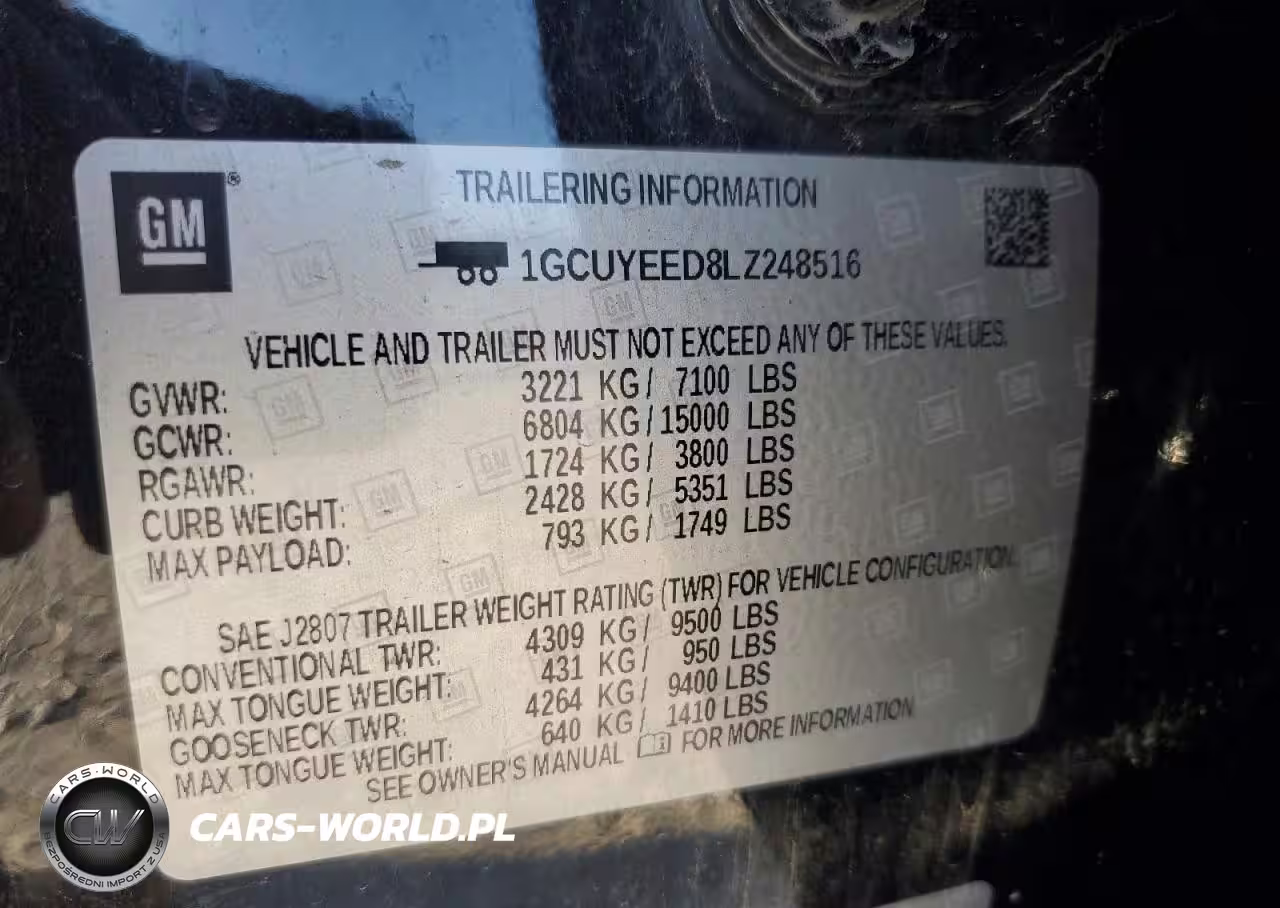 GM®
TRAILERING INFORMATION
1GCUYEED8LZ248516
VEHICLE AND TRAILER MUST NOT EXCEED ANY OF THESE VALUES.
GVWR: 3221 KG/ 7100 LBS
GCWR: 6804 KG/15000 LBS
RGAWR: 1724 KG/ 3800 LBS
CURB WEIGHT: 2428 KG/ 5351 LBS
MAX PAYLOAD: 793 KG/ 1749 LBS
SAE J2807 TRAILER WEIGHT RATING (TWR) FOR VEHICLE CONFIGURATION.
CONVENTIONAL TWR: 4309 KG/ 9500 LBS
MAX TONGUE WEIGHT: 431 KG/ 950 LBS
GOOSENECK TWR: 4264 KG/ 9400 LBS
MAX TONGUE WEIGHT: 640 KG/ 1410 LBS
SEE OWNER'S MANUAL FOR MORE INFORMATION
CARS-WORLD
CW
BEZPOŚREDNI IMPORT Z USA
CARS-WORLD.PL